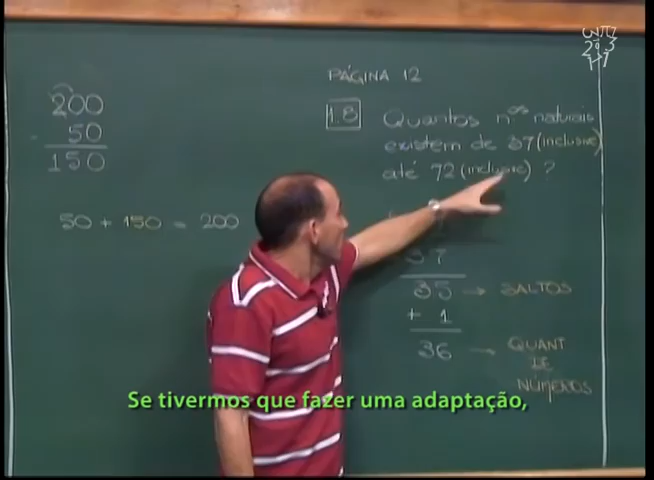 PÁGINA 12
1.8 Quantos nos naturais
existem de 37 (inclusive)
até 72 (inclusive) ?
200
- 50
150
50 + 150 = 200
37
35 → SALTOS
+ 1
36 → QUANT
DE
NÚMEROS
Se tivermos que fazer uma adaptação,